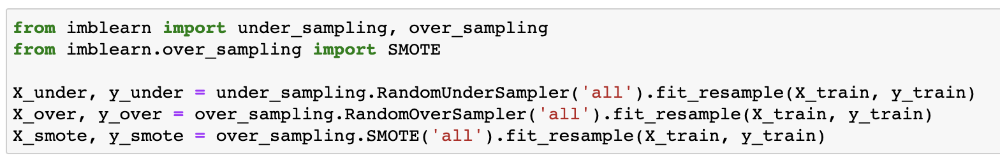 from imblearn import under_sampling, over_sampling
from imblearn.over_sampling import SMOTE
X_under, y_under = under_sampling.RandomUnderSampler('all').fit_resample(X_train, y_train)
X_over, y_over = over_sampling.RandomOverSampler('all').fit_resample(X_train, y_train)
X_smote, y_smote = over_sampling.SMOTE('all').fit_resample(X_train, y_train)